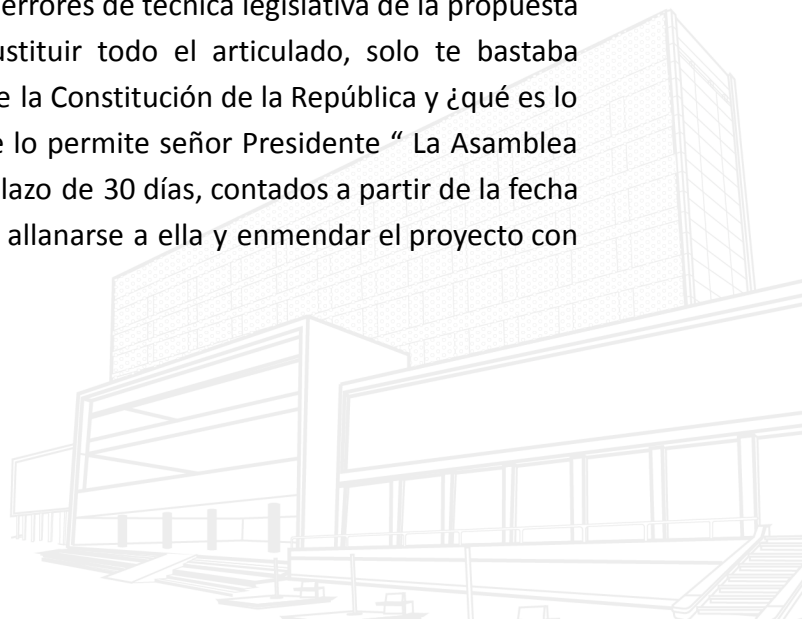 errores de técnica legislativa de la propuesta
ustituir todo el articulado, solo te bastaba
e la Constitución de la República y ¿qué es lo
e lo permite señor Presidente “ La Asamblea
lazo de 30 días, contados a partir de la fecha
allanarse a ella y enmendar el proyecto con